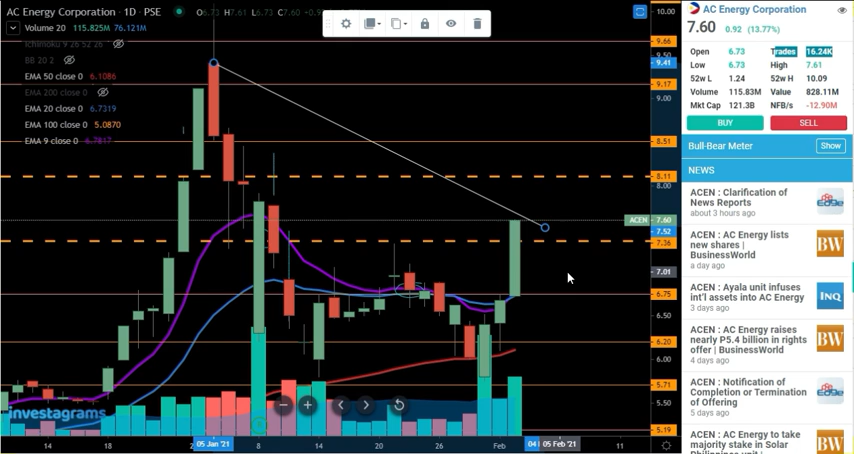 AC Energy Corporation · 1D · PSE
O6.73 H7.61 L6.73 C7.60
Volume 20 115.825M 76.121M
Ichimoku 9 26 52 26
BB 20 2
EMA 50 close 0 6.1086
EMA 200 close 0
EMA 20 close 0 6.7319
EMA 100 close 0 5.0870
EMA 9 close 0 6.7817
10.00
9.66
9.50
9.41
9.17
9.00
8.51
8.11
8.00
ACEN 7.60
7.52
7.36
7.01
6.75
6.50
6.20
6.00
5.71
5.50
5.19
investagrams
14
18
05 Jan '21
8
14
20
26
Feb
04
05 Feb '21
11
AC Energy Corporation
7.60 0.92 (13.77%)
Open 6.73 Trades 16.24K
Low 6.73 High 7.61
52w L 1.24 52w H 10.09
Volume 115.83M Value 828.11M
Mkt Cap 121.3B NFB/s -12.90M
BUY SELL
Bull-Bear Meter Show
NEWS
ACEN : Clarification of
News Reports
about 3 hours ago
EDGE
ACEN : AC Energy lists
new shares |
BusinessWorld
a day ago
BW
ACEN : Ayala unit infuses
int'l assets into AC Energy
3 days ago
INQ
ACEN : AC Energy raises
nearly P5.4 billion in rights
offer | BusinessWorld
4 days ago
BW
ACEN : Notification of
Completion or Termination
of Offering
5 days ago
EDGE
ACEN : AC Energy to take
majority stake in Solar
BW